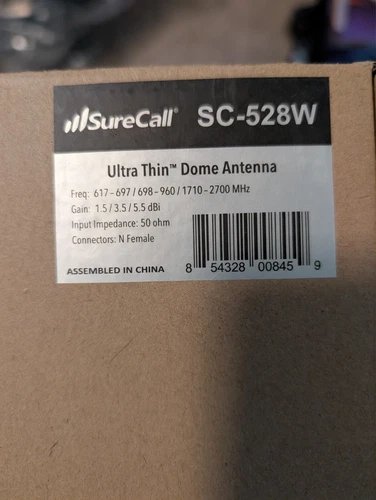 SureCall® SC-528W
Ultra Thin™ Dome Antenna
Freq: 617-697 / 698-960 / 1710-2700 MHz
Gain: 1.5 / 3.5 / 5.5 dBi
Input Impedance: 50 ohm
Connectors: N Female
ASSEMBLED IN CHINA
8 54328 00845 9